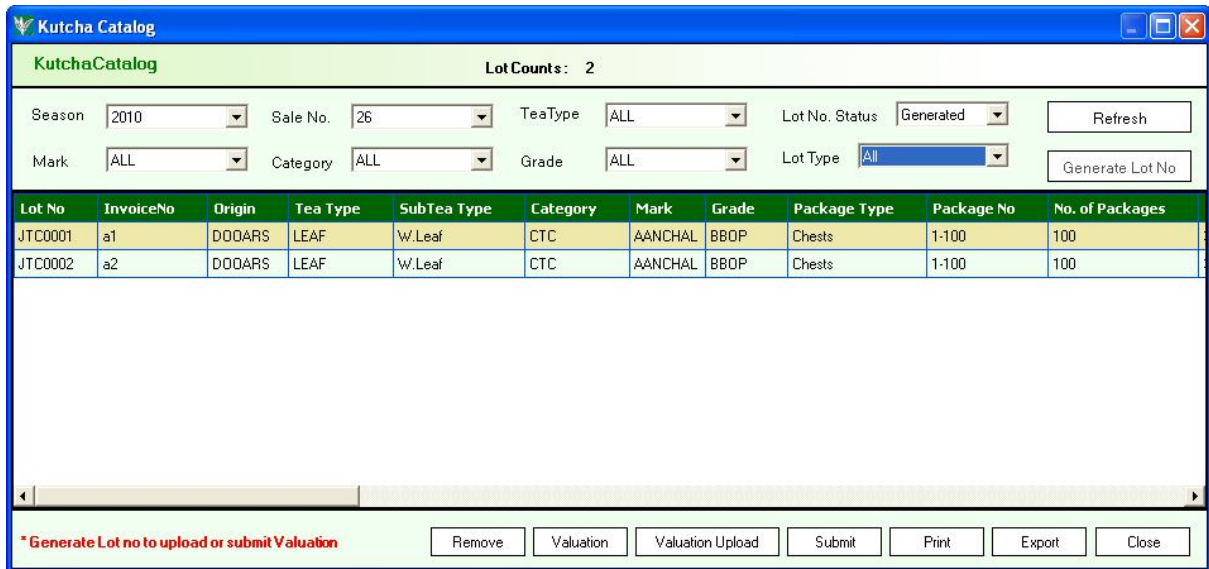 Kutcha Catalog
KutchaCatalog Lot Counts : 2
Season 2010 Sale No. 26 TeaType ALL Lot No. Status Generated Refresh
Mark ALL Category ALL Grade ALL Lot Type All Generate Lot No
Lot No InvoiceNo Origin Tea Type SubTea Type Category Mark Grade Package Type Package No No. of Packages
JTC0001 a1 DOOARS LEAF W.Leaf CTC AANCHAL BBOP Chests 1-100 100
JTC0002 a2 DOOARS LEAF W.Leaf CTC AANCHAL BBOP Chests 1-100 100
* Generate Lot no to upload or submit Valuation Remove Valuation Valuation Upload Submit Print Export Close